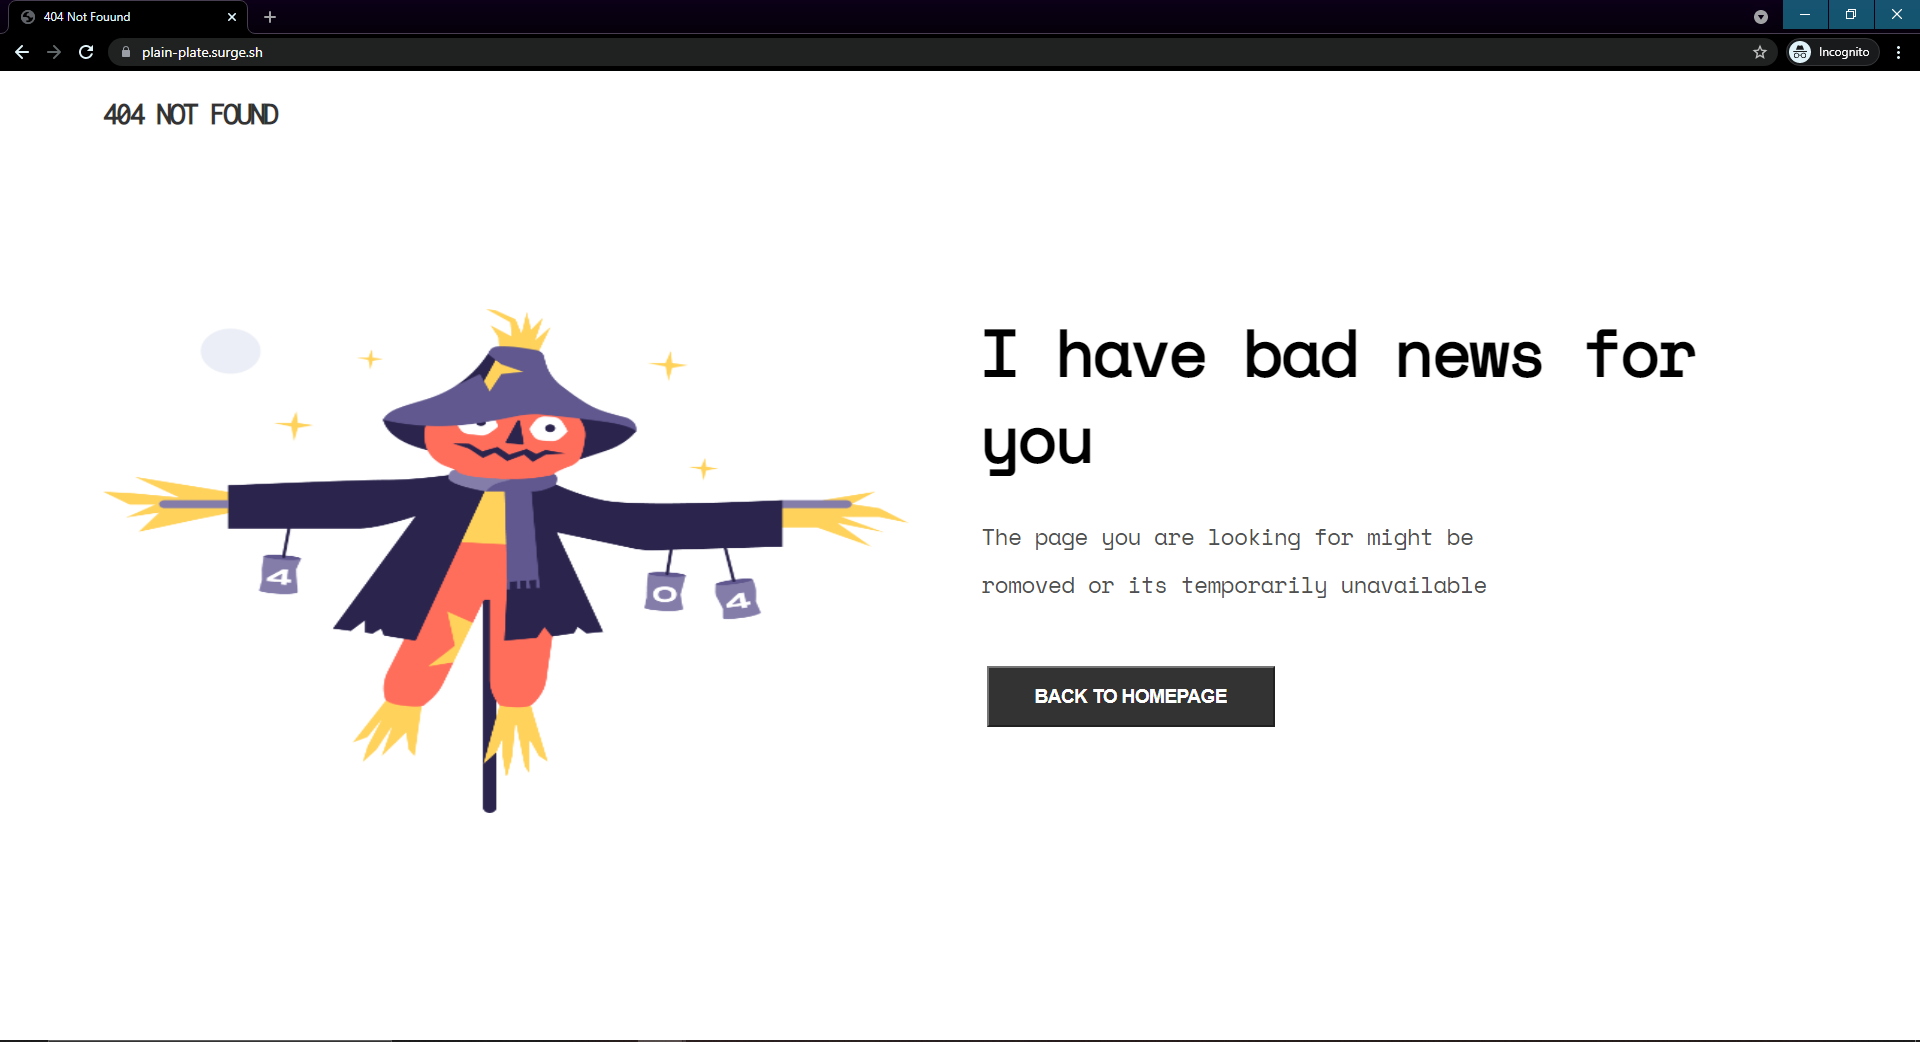 404 Not Fouund
plain-plate.surge.sh
Incognito
404 NOT FOUND
I have bad news for
you
The page you are looking for might be
romoved or its temporarily unavailable
4
0
4
BACK TO HOMEPAGE